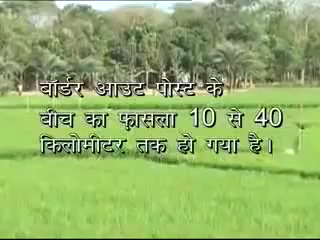 बॉर्डर आउट पोस्ट के
बीच का फ़ासला 10 से 40
किलोमीटर तक हो गया है।